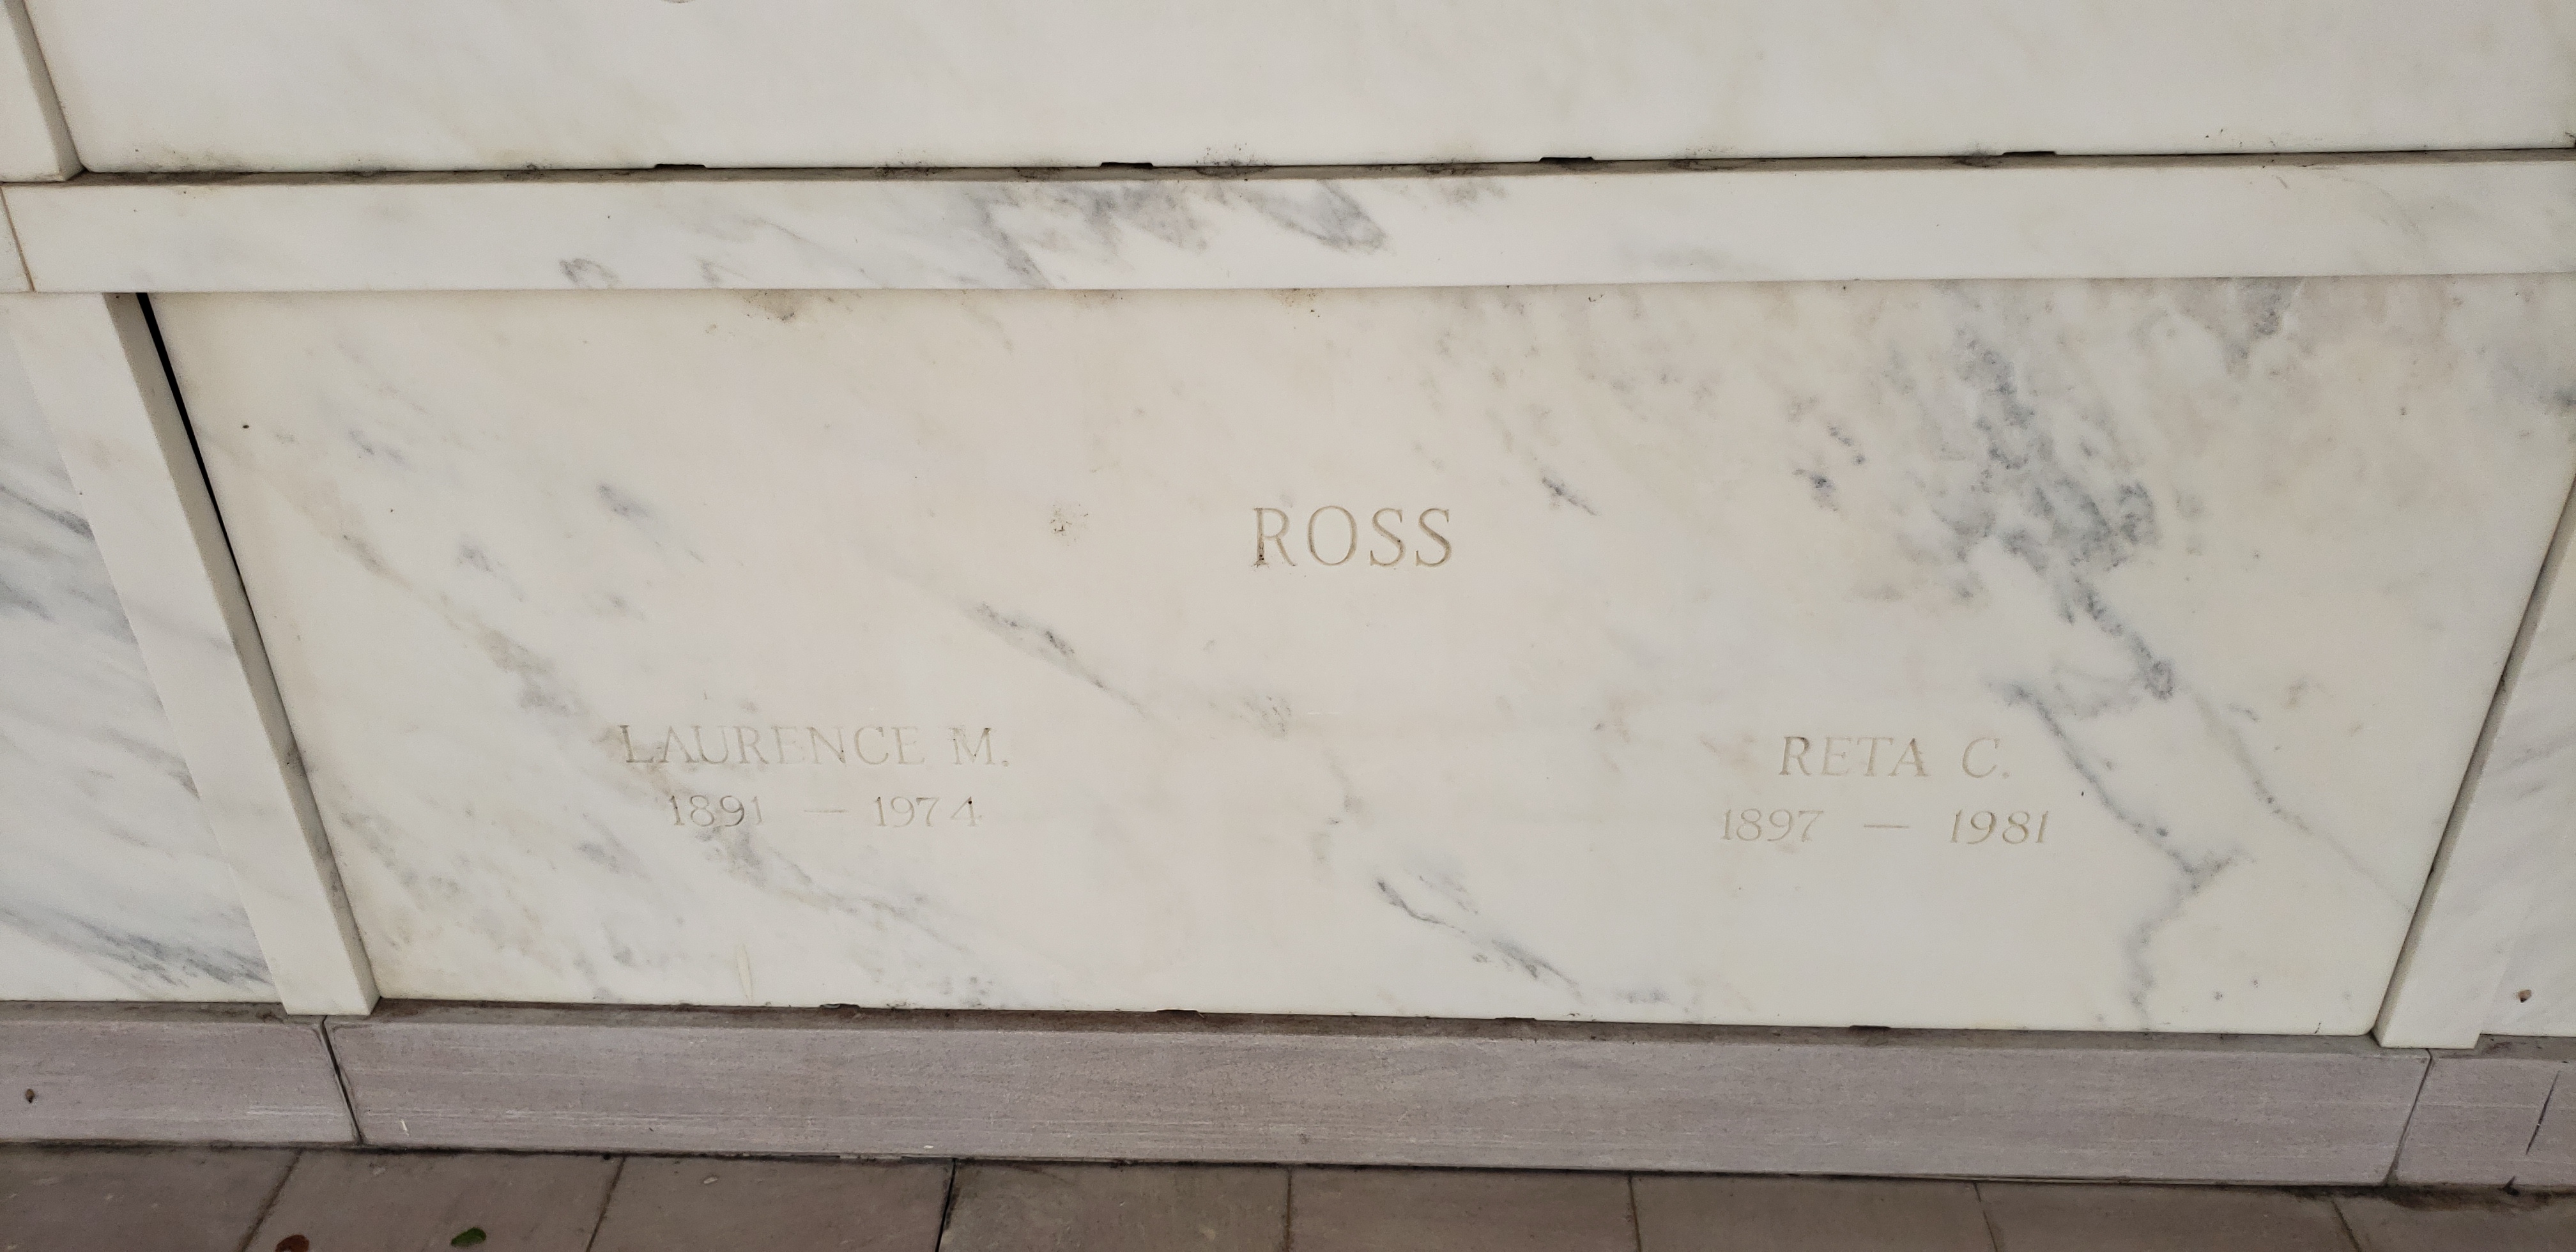 ROSS
LAURENCE M.
1891 — 1974
RETA C.
1897 — 1981